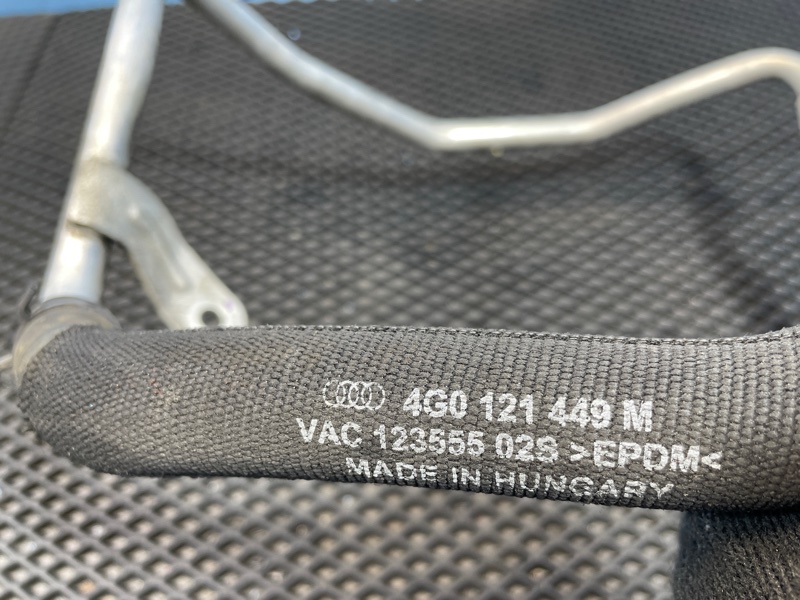 4G0 121 449 M
VAC 123555 02S >EPDM<
MADE IN HUNGARY